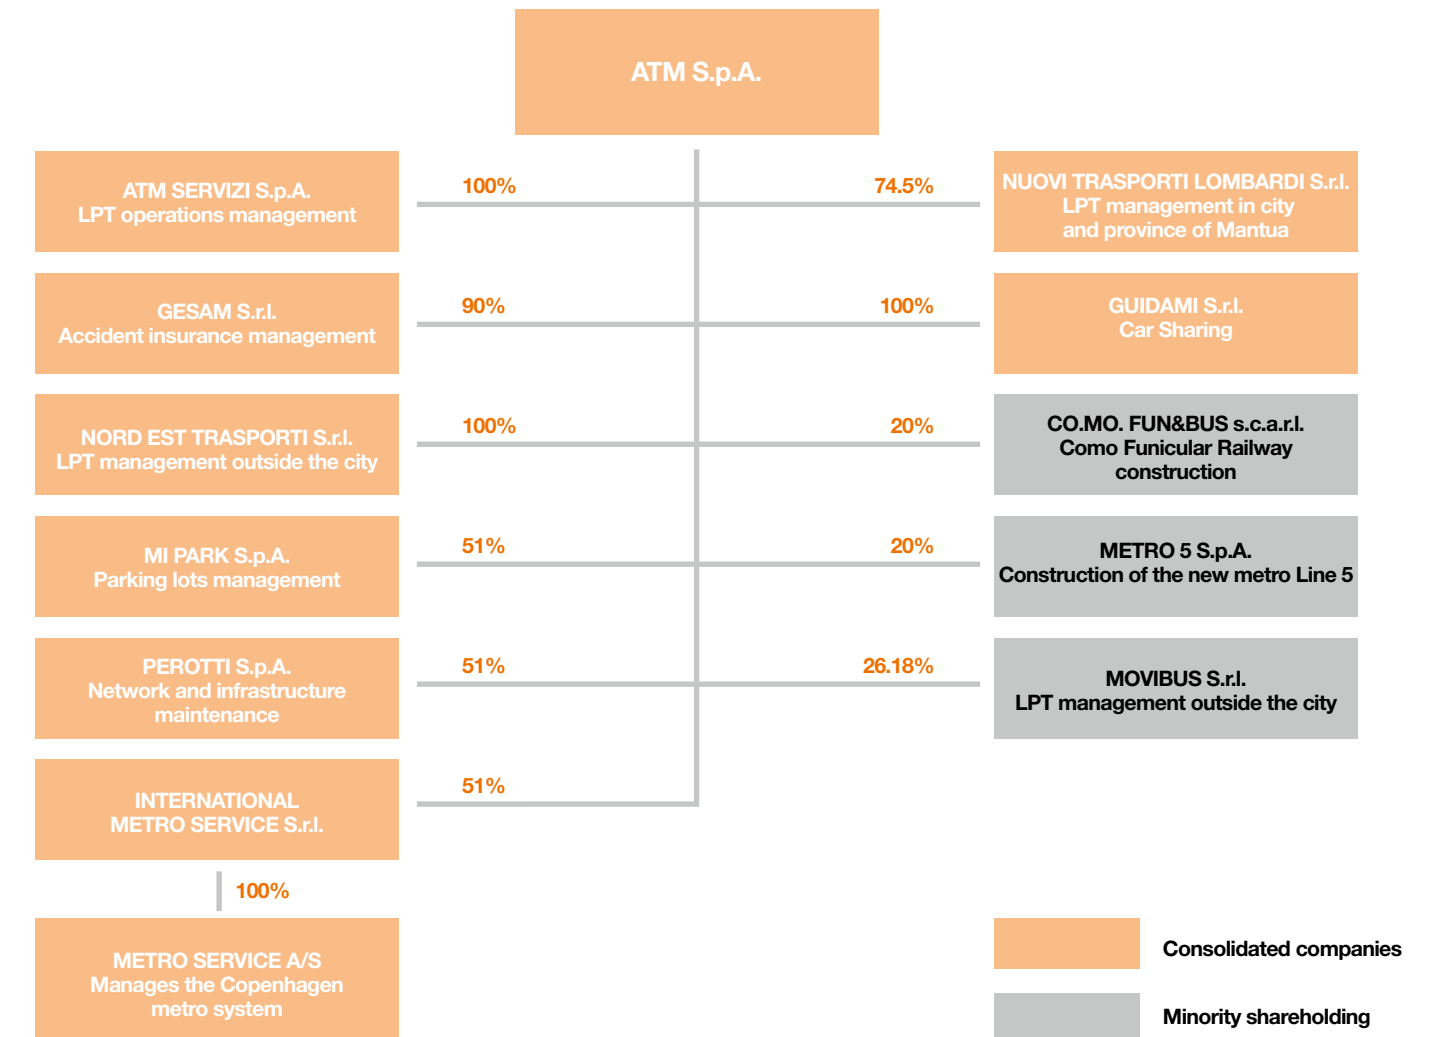 ATM S.p.A.
ATM SERVIZI S.p.A.
LPT operations management
100%
74.5%
NUOVI TRASPORTI LOMBARDI S.r.l.
LPT management in city
and province of Mantua
GESAM S.r.l.
Accident insurance management
90%
100%
GUIDAMI S.r.l.
Car Sharing
NORD EST TRASPORTI S.r.l.
LPT management outside the city
100%
20%
CO.MO. FUN&BUS s.c.a.r.l.
Como Funicular Railway
construction
MI PARK S.p.A.
Parking lots management
51%
20%
METRO 5 S.p.A.
Construction of the new metro Line 5
PEROTTI S.p.A.
Network and infrastructure
maintenance
51%
26.18%
MOVIBUS S.r.l.
LPT management outside the city
INTERNATIONAL
METRO SERVICE S.r.l.
51%
100%
METRO SERVICE A/S
Manages the Copenhagen
metro system
Consolidated companies
Minority shareholding